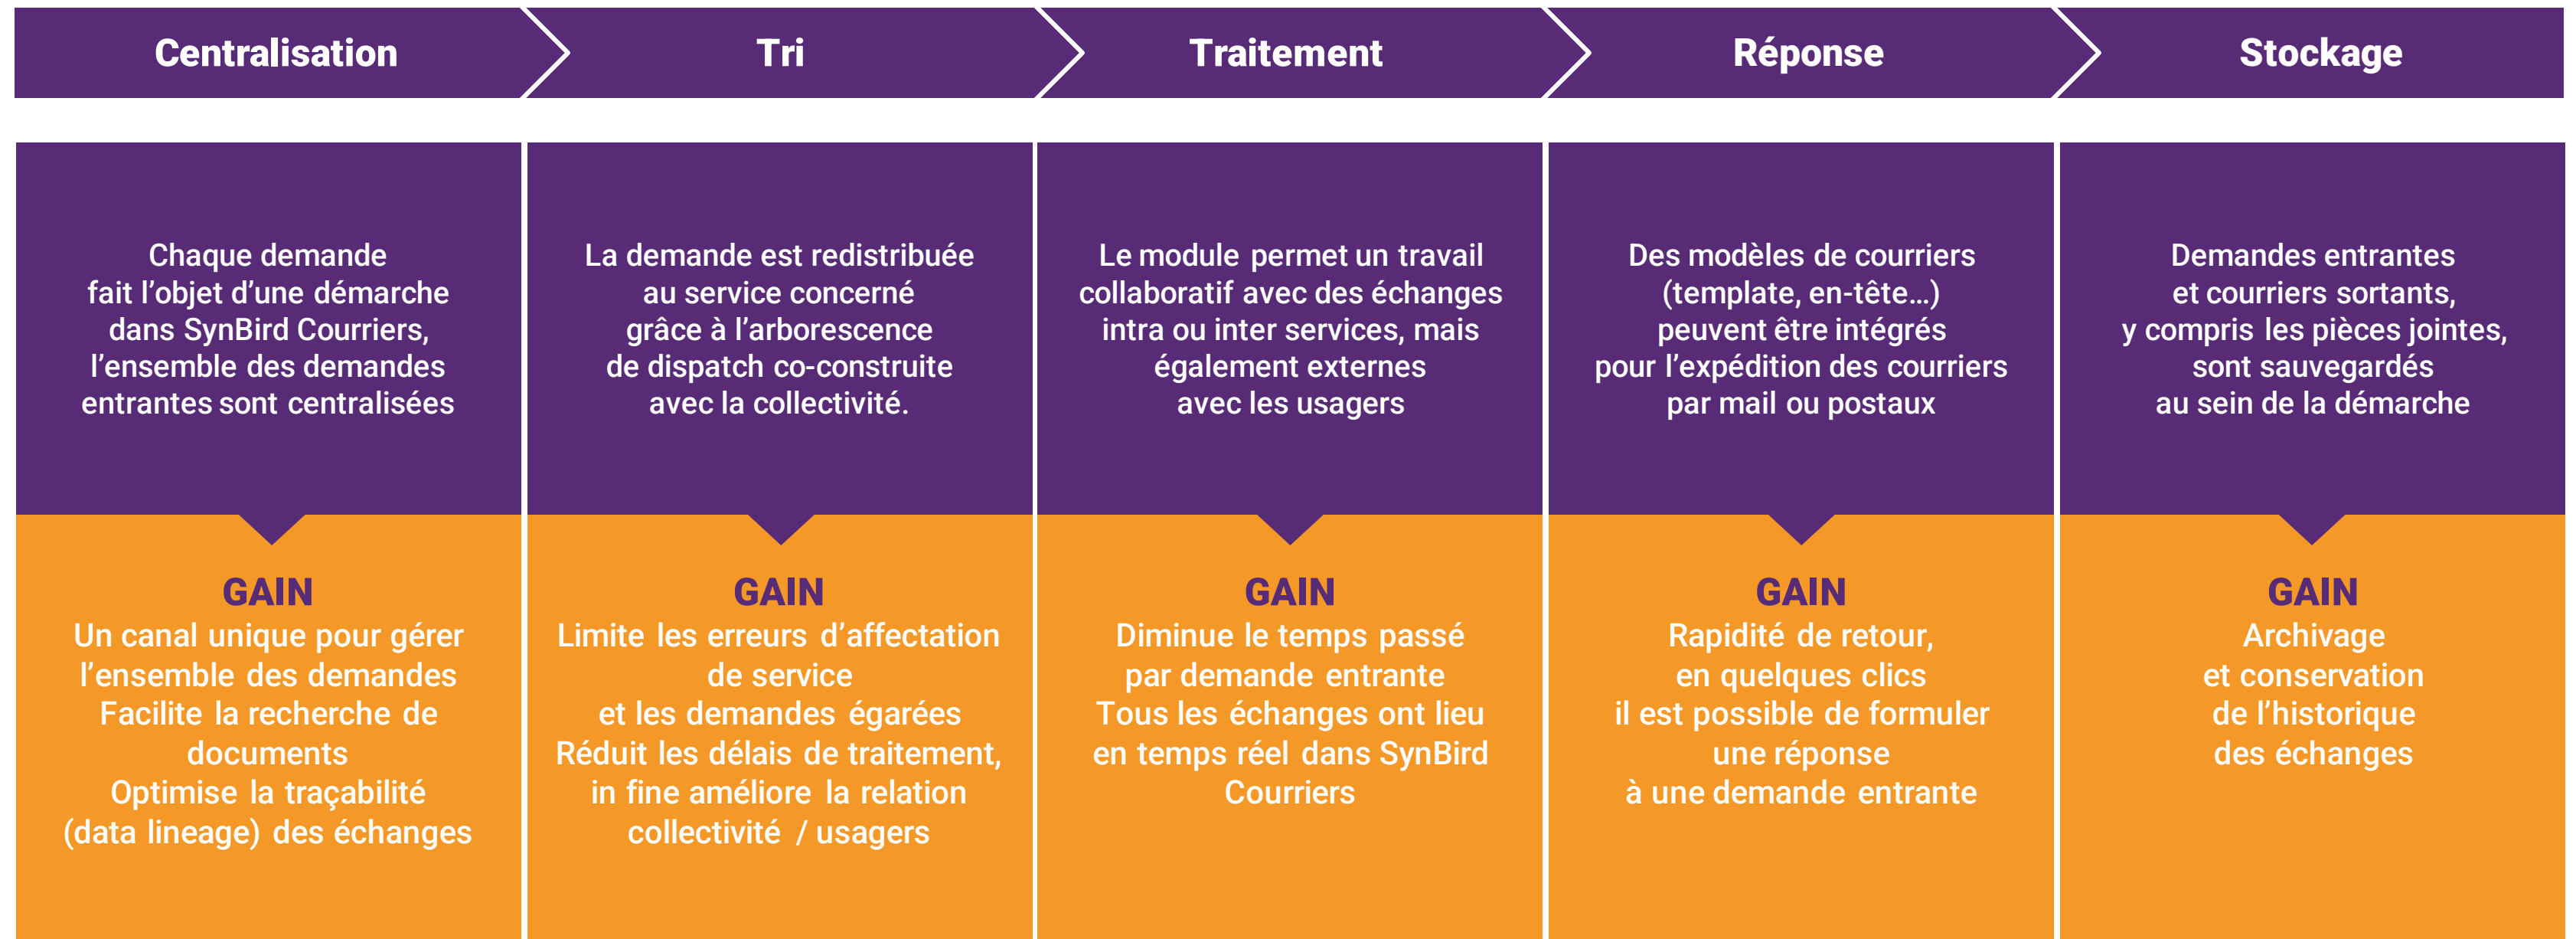 Centralisation
Tri
Traitement
Réponse
Stockage
Chaque demande
fait l’objet d’une démarche
dans SynBird Courriers,
l’ensemble des demandes
entrantes sont centralisées
La demande est redistribuée
au service concerné
grâce à l’arborescence
de dispatch co-construite
avec la collectivité.
Le module permet un travail
collaboratif avec des échanges
intra ou inter services, mais
également externes
avec les usagers
Des modèles de courriers
(template, en-tête…)
peuvent être intégrés
pour l’expédition des courriers
par mail ou postaux
Demandes entrantes
et courriers sortants,
y compris les pièces jointes,
sont sauvegardés
au sein de la démarche
GAIN
Un canal unique pour gérer
l’ensemble des demandes
Facilite la recherche de
documents
Optimise la traçabilité
(data lineage) des échanges
GAIN
Limite les erreurs d’affectation
de service
et les demandes égarées
Réduit les délais de traitement,
in fine améliore la relation
collectivité / usagers
GAIN
Diminue le temps passé
par demande entrante
Tous les échanges ont lieu
en temps réel dans SynBird
Courriers
GAIN
Rapidité de retour,
en quelques clics
il est possible de formuler
une réponse
à une demande entrante
GAIN
Archivage
et conservation
de l’historique
des échanges